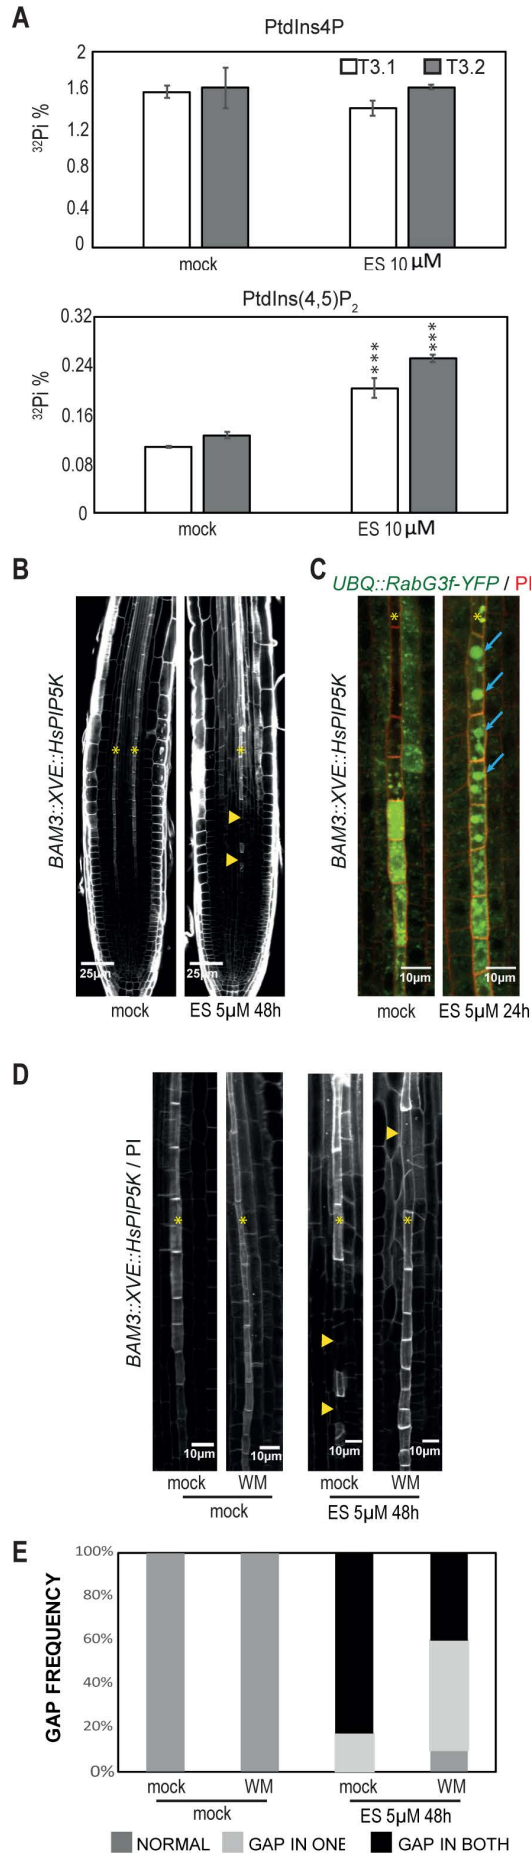 A
PtdIns4P
2
1.6
1.2
0.8
0.4
0
32Pi %
T3.1
T3.2
mock
ES 10 µM
PtdIns(4,5)P2
0.32
0.24
0.16
0.08
0
32Pi %
***
***
mock
ES 10 µM
B
BAM3::XVE::HsPIP5K
*
*
*
25µm
25µm
mock
ES 5µM 48h
C
UBQ::RabG3f-YFP / PI
BAM3::XVE::HsPIP5K
*
*
10µm
10µm
mock
ES 5µM 24h
D
BAM3::XVE::HsPIP5K / PI
*
*
*
*
10µm
10µm
10µm
10µm
mock
WM
mock
WM
mock
ES 5µM 48h
E
GAP FREQUENCY
100%
80%
60%
40%
20%
0%
mock
WM
mock
WM
mock
ES 5µM 48h
NORMAL
GAP IN ONE
GAP IN BOTH